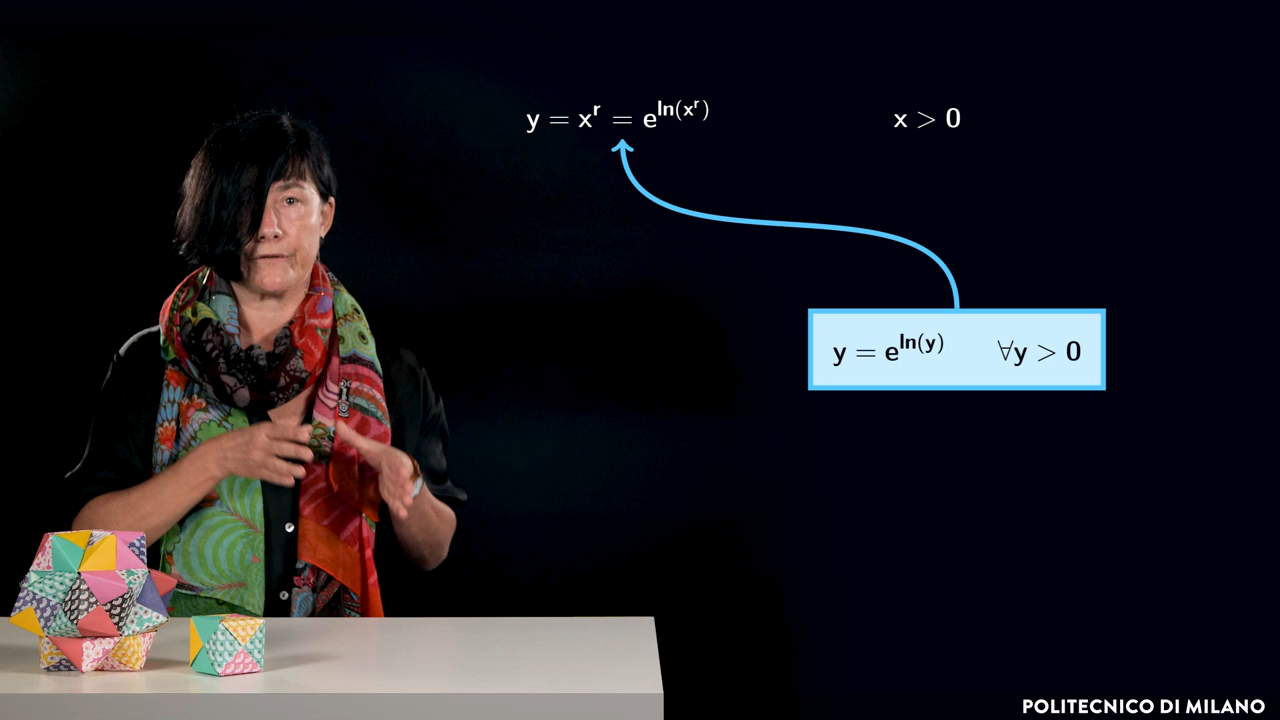 y = x^r = e^{ln(x^r)} x > 0
y = e^{ln(y)} ∀y > 0
POLITECNICO DI MILANO